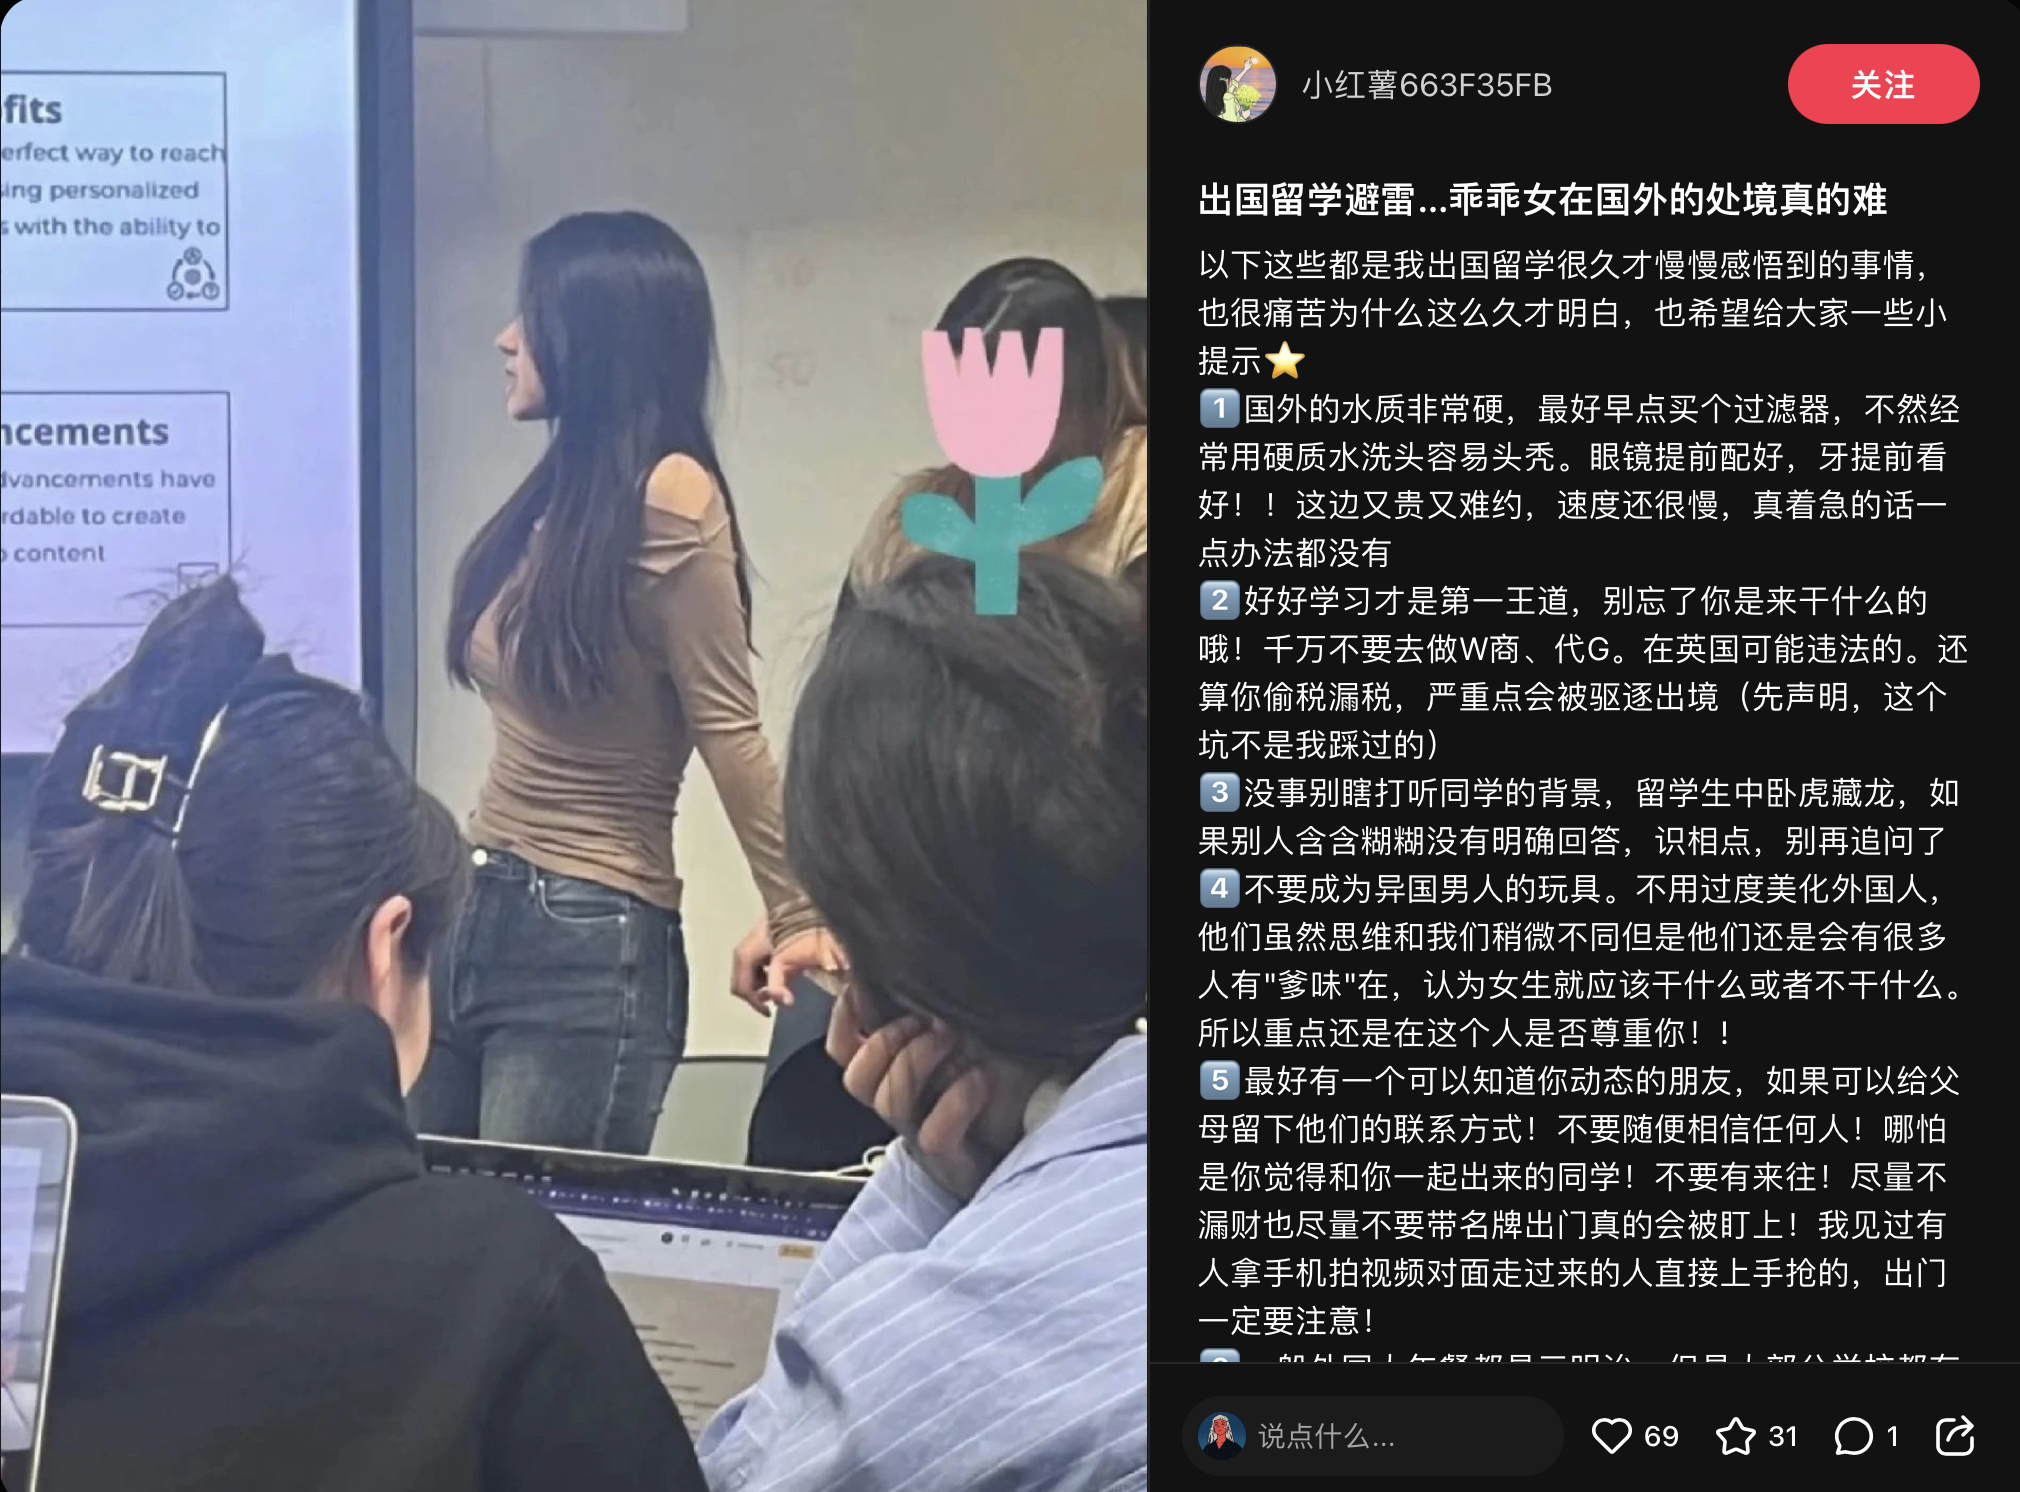 fits
erfect way to reach
ing personalized
s with the ability to
ncements
dvancements have
rdable to create
content
小红薯663F35FB
关注
出国留学避雷...乖乖女在国外的处境真的难
以下这些都是我出国留学很久才慢慢感悟到的事情，
也很痛苦为什么这么久才明白，也希望给大家一些小
提示⭐
1️⃣国外的水质非常硬，最好早点买个过滤器，不然经
常用硬质水洗头容易头秃。眼镜提前配好，牙提前看
好！！这边又贵又难约，速度还很慢，真着急的话一
点办法都没有
2️⃣好好学习才是第一王道，别忘了你是来干什么的
哦！千万不要去做W商、代G。在英国可能违法的。还
算你偷税漏税，严重点会被驱逐出境（先声明，这个
坑不是我踩过的）
3️⃣没事别瞎打听同学的背景，留学生中卧虎藏龙，如
果别人含含糊糊没有明确回答，识相点，别再追问了
4️⃣不要成为异国男人的玩具。不用过度美化外国人，
他们虽然思维和我们稍微不同但是他们还是会有很多
人有"爹味"在，认为女生就应该干什么或者不干什么。
所以重点还是在这个人是否尊重你！！
5️⃣最好有一个可以知道你动态的朋友，如果可以给父
母留下他们的联系方式！不要随便相信任何人！哪怕
是你觉得和你一起出来的同学！不要有来往！尽量不
漏财也尽量不要带名牌出门真的会被盯上！我见过有
人拿手机拍视频对面走过来的人直接上手抢的，出门
一定要注意！
说点什么...
69
31
1